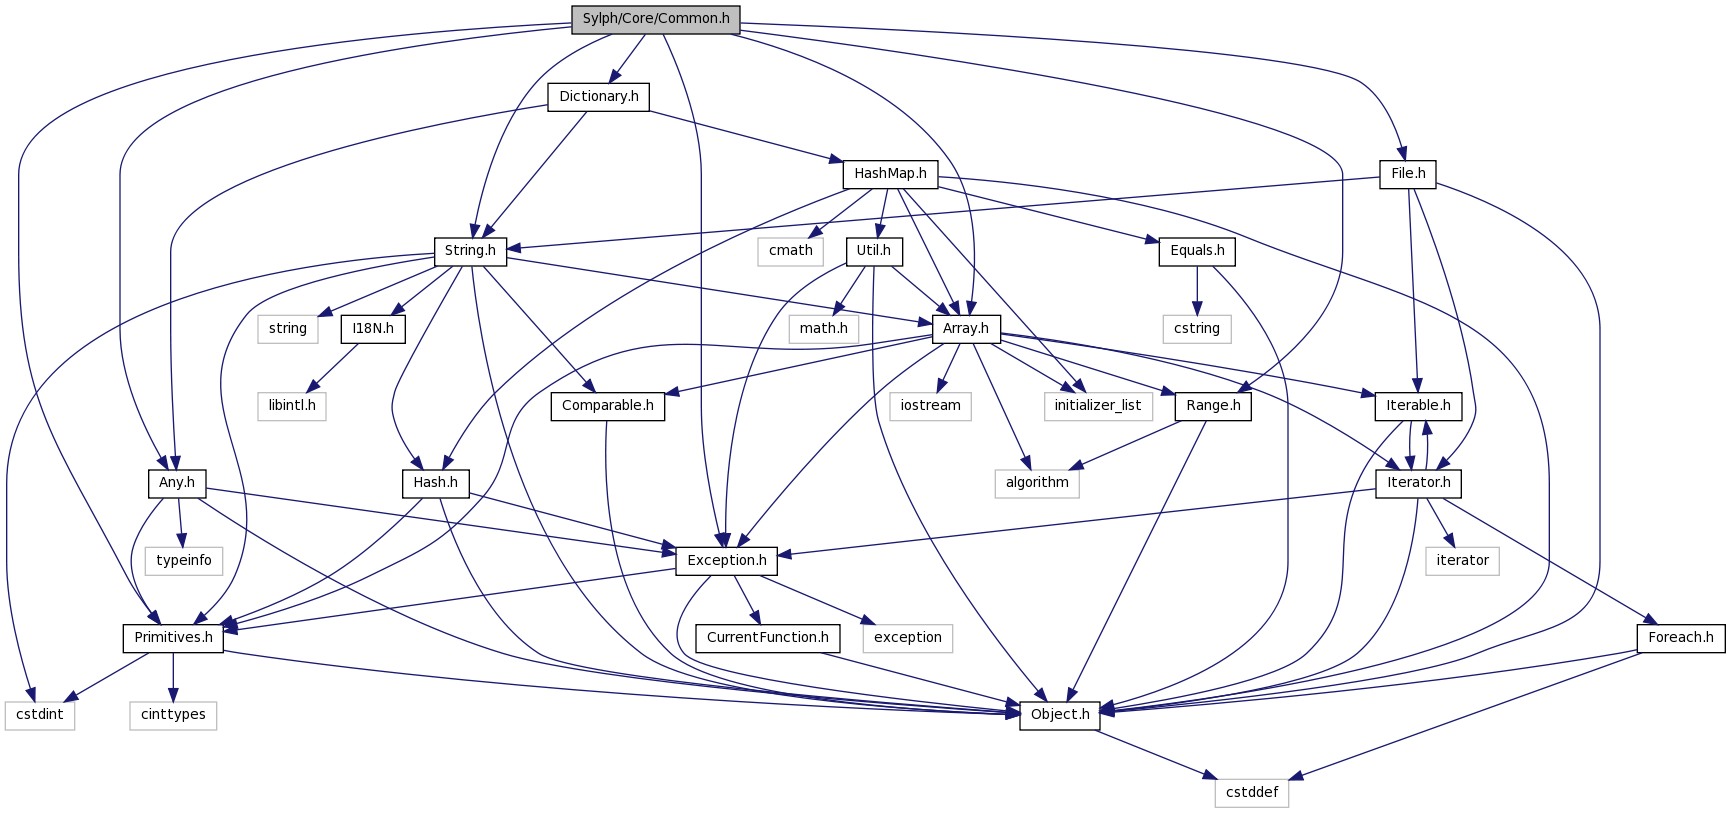 Sylph/Core/Common.h
Dictionary.h
HashMap.h
File.h
String.h
cmath
Util.h
Equals.h
string
I18N.h
math.h
Array.h
cstring
libintl.h
Comparable.h
iostream
initializer_list
Range.h
Iterable.h
Any.h
Hash.h
algorithm
Iterator.h
typeinfo
Exception.h
iterator
Primitives.h
CurrentFunction.h
exception
Foreach.h
cstdint
cinttypes
Object.h
cstddef